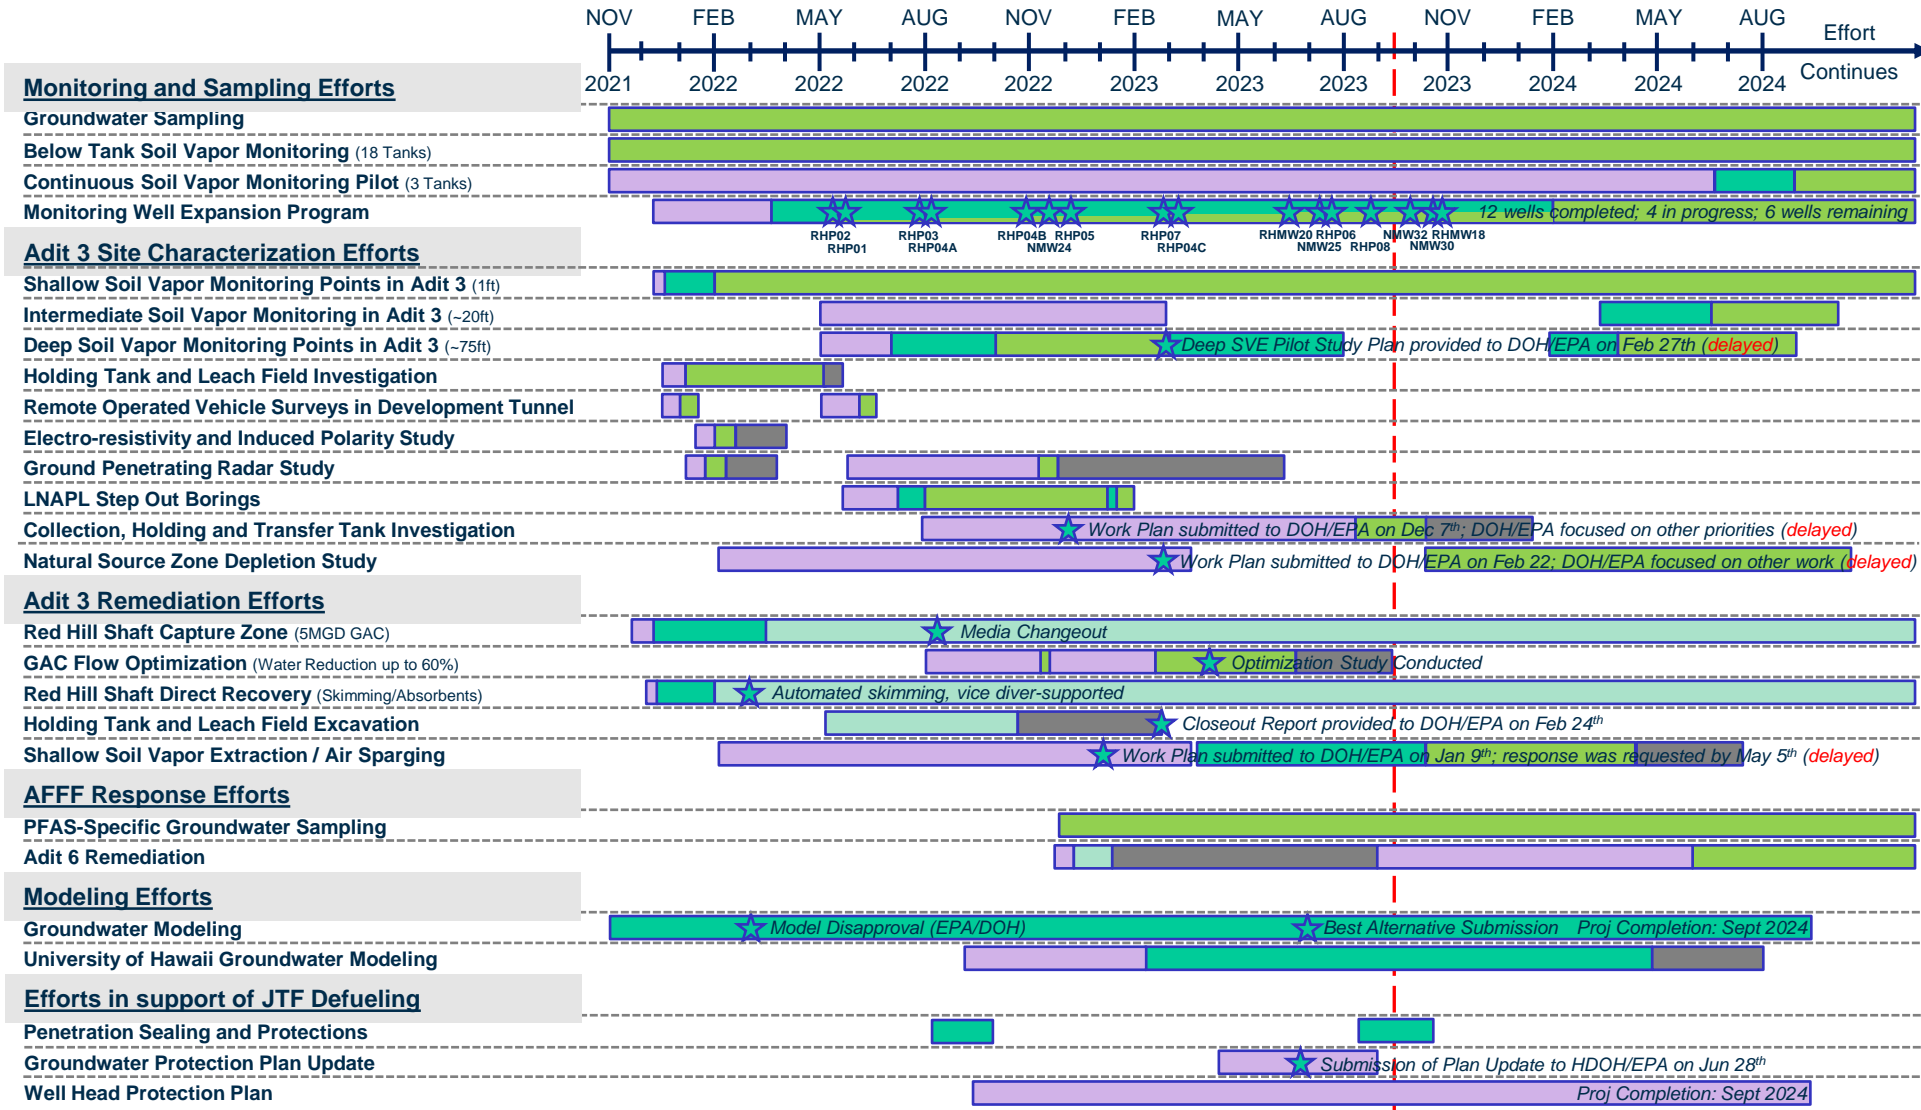 NOV FEB MAY AUG NOV FEB MAY AUG NOV FEB MAY AUG Effort
2021 2022 2022 2022 2022 2023 2023 2023 2023 2024 2024 2024 Continues
Monitoring and Sampling Efforts
Groundwater Sampling
Below Tank Soil Vapor Monitoring (18 Tanks)
Continuous Soil Vapor Monitoring Pilot (3 Tanks)
Monitoring Well Expansion Program 12 wells completed; 4 in progress; 6 wells remaining
RHP02 RHP03 RHP04B RHP05 RHP07 RHMW20 RHP06 NMW32 RHMW18
RHP01 RHP04A NMW24 RHP04C NMW25 RHP08 NMW30
Adit 3 Site Characterization Efforts
Shallow Soil Vapor Monitoring Points in Adit 3 (1ft)
Intermediate Soil Vapor Monitoring in Adit 3 (~20ft)
Deep Soil Vapor Monitoring Points in Adit 3 (~75ft) Deep SVE Pilot Study Plan provided to DOH/EPA on Feb 27th (delayed)
Holding Tank and Leach Field Investigation
Remote Operated Vehicle Surveys in Development Tunnel
Electro-resistivity and Induced Polarity Study
Ground Penetrating Radar Study
LNAPL Step Out Borings
Collection, Holding and Transfer Tank Investigation Work Plan submitted to DOH/EPA on Dec 7th; DOH/EPA focused on other priorities (delayed)
Natural Source Zone Depletion Study Work Plan submitted to DOH/EPA on Feb 22; DOH/EPA focused on other work (delayed)
Adit 3 Remediation Efforts
Red Hill Shaft Capture Zone (5MGD GAC) Media Changeout
GAC Flow Optimization (Water Reduction up to 60%) Optimization Study Conducted
Red Hill Shaft Direct Recovery (Skimming/Absorbents) Automated skimming, vice diver-supported
Holding Tank and Leach Field Excavation Closeout Report provided to DOH/EPA on Feb 24th
Shallow Soil Vapor Extraction / Air Sparging Work Plan submitted to DOH/EPA on Jan 9th; response was requested by May 5th (delayed)
AFFF Response Efforts
PFAS-Specific Groundwater Sampling
Adit 6 Remediation
Modeling Efforts
Groundwater Modeling Model Disapproval (EPA/DOH) Best Alternative Submission Proj Completion: Sept 2024
University of Hawaii Groundwater Modeling
Efforts in support of JTF Defueling
Penetration Sealing and Protections
Groundwater Protection Plan Update Submission of Plan Update to HDOH/EPA on Jun 28th
Well Head Protection Plan Proj Completion: Sept 2024